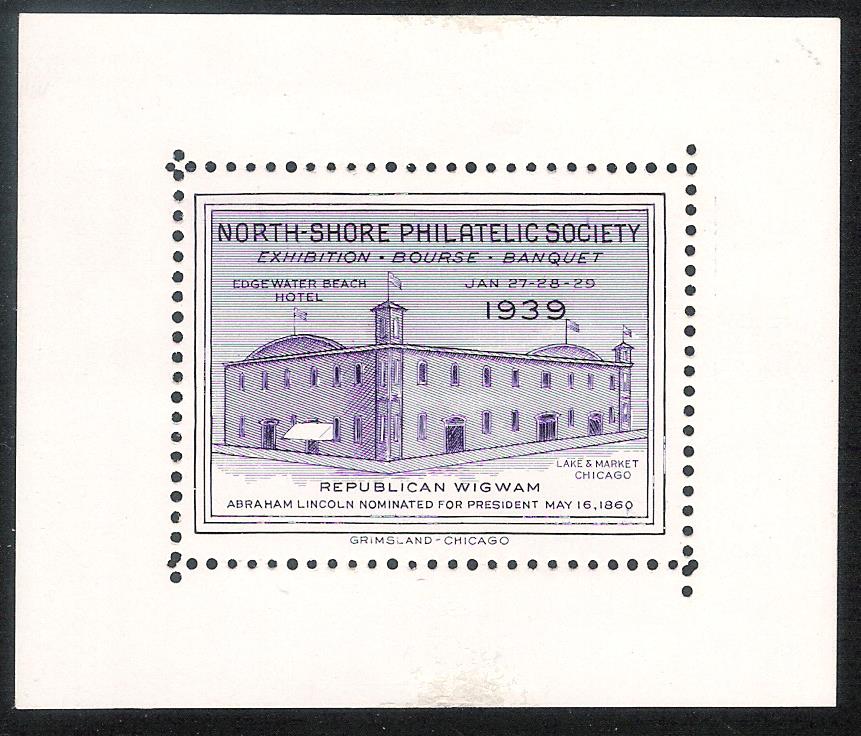 NORTH-SHORE PHILATELIC SOCIETY
EXHIBITION - BOURSE - BANQUET
EDGEWATER BEACH
HOTEL
JAN 27-28-29
1939
LAKE & MARKET
CHICAGO
REPUBLICAN WIGWAM
ABRAHAM LINCOLN NOMINATED FOR PRESIDENT MAY 16, 1860
GRIMSLAND-CHICAGO